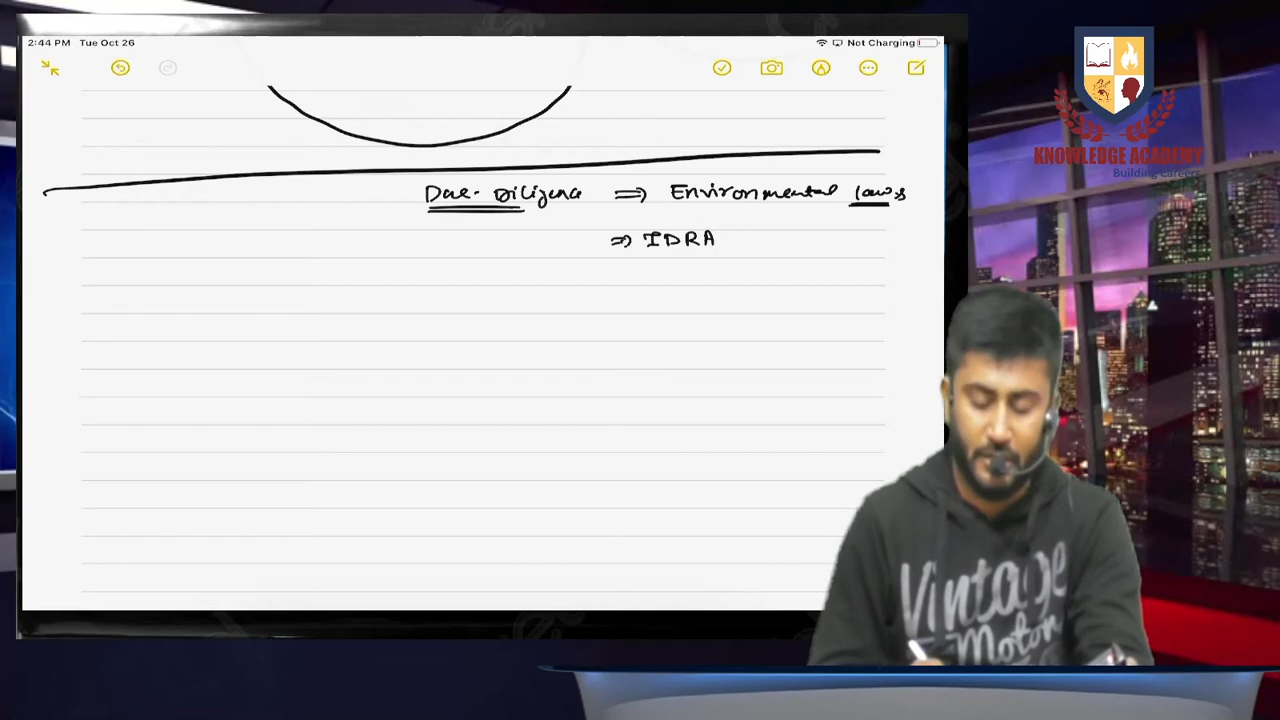 2:44 PM Tue Oct 26
Not Charging
Due-Diligence ⇒ Environmental laws
⇒ IDRA
KNOWLEDGE ACADEMY
Building Careers
Vintage
Motor